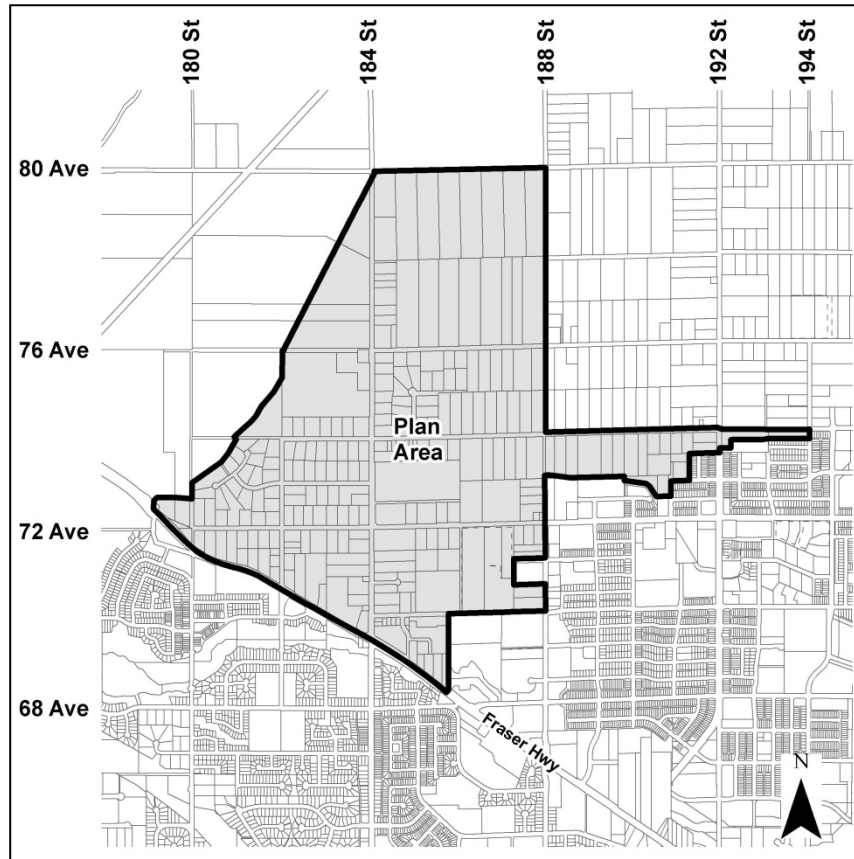 180 St
184 St
188 St
192 St
194 St
80 Ave
76 Ave
Plan
Area
72 Ave
68 Ave
Fraser Hwy
N